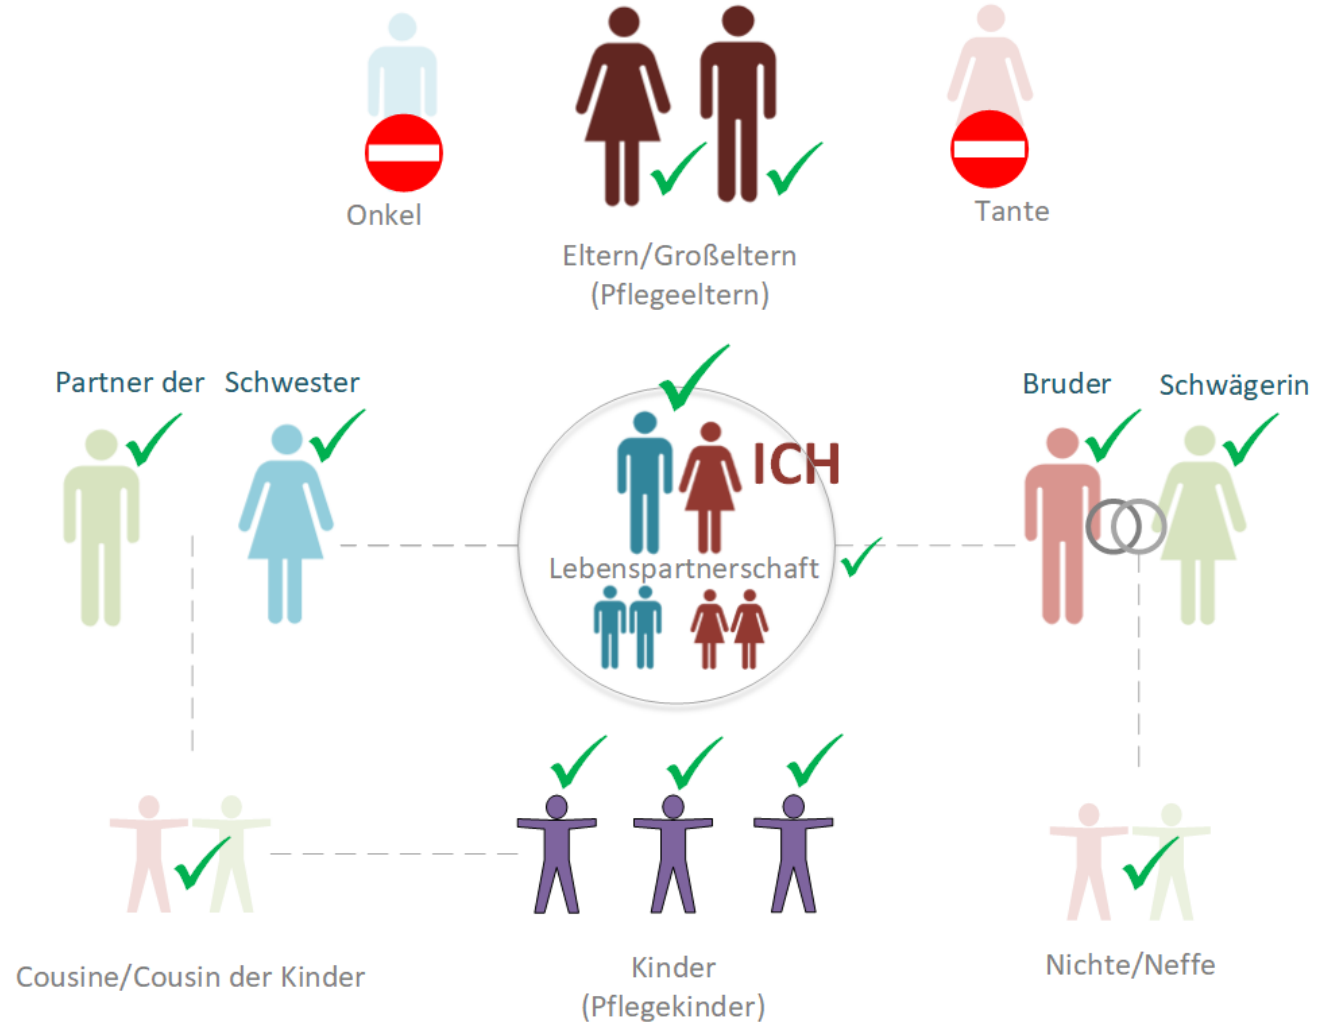 Onkel
Tante
Eltern/Großeltern
(Pflegeeltern)
Partner der Schwester
Bruder Schwägerin
ICH
Lebenspartnerschaft
Cousine/Cousin der Kinder
Kinder
(Pflegekinder)
Nichte/Neffe